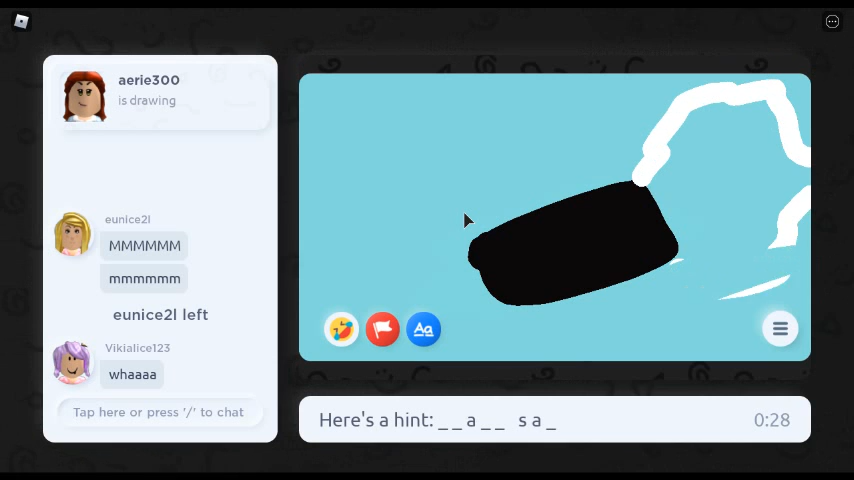 aerie300
is drawing
eunice2l
MMMMMM
mmmmmm
eunice2l left
Vikialice123
whaaaa
Tap here or press '/' to chat
Aa
Here's a hint: _ _ a _ _ s a _
0:28